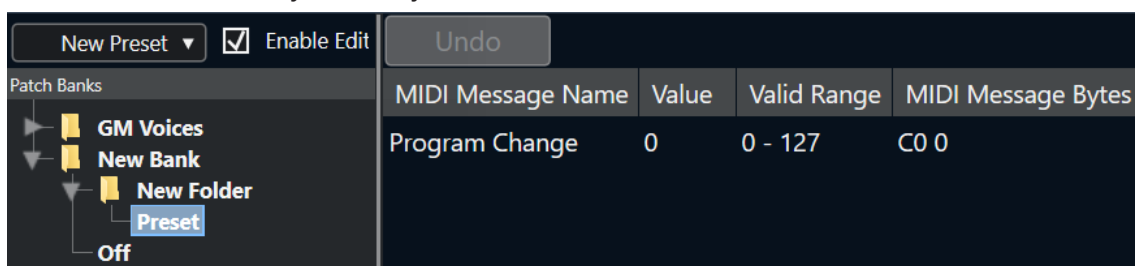 New Preset Enable Edit Undo
Patch Banks
MIDI Message Name Value Valid Range MIDI Message Bytes
GM Voices
Program Change 0 0 - 127 C0 0
New Bank
New Folder
Preset
Off